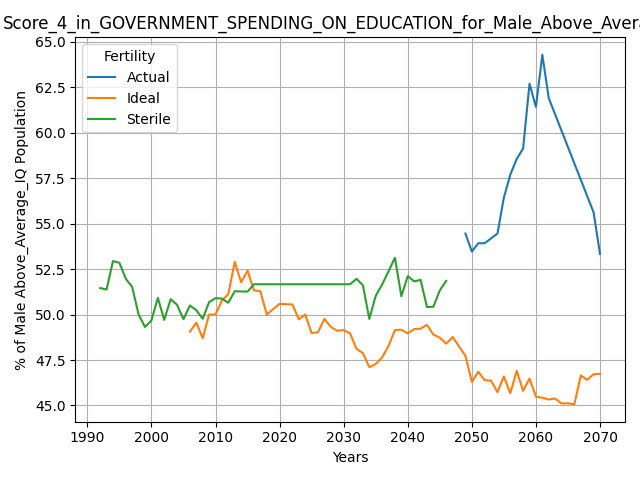 Score_4_in_GOVERNMENT_SPENDING_ON_EDUCATION_for_Male_Above_Avera
Fertility
Actual
Ideal
Sterile
% of Male Above_Average_IQ Population
65.0
62.5
60.0
57.5
55.0
52.5
50.0
47.5
45.0
1990 2000 2010 2020 2030 2040 2050 2060 2070
Years